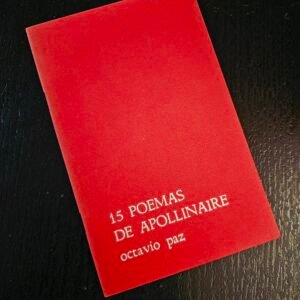 15 POEMAS
DE APOLLINAIRE
octavio paz